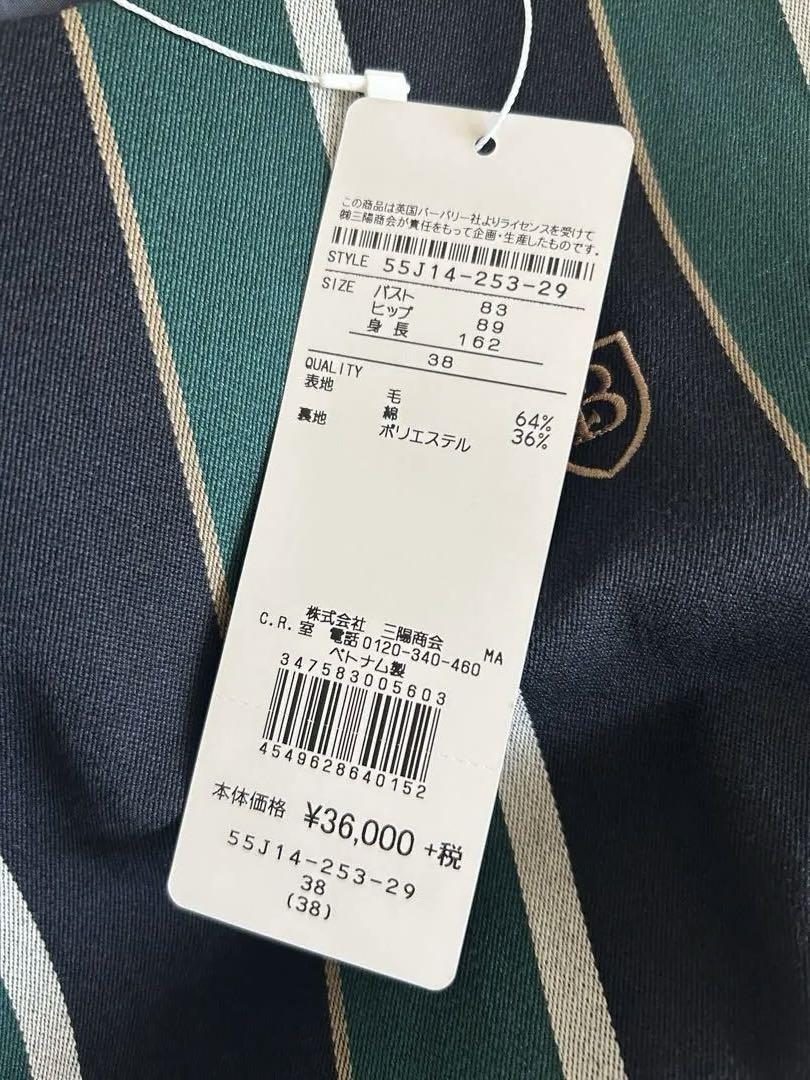 この商品は英国バーバリー社よりライセンスを受けて
㈱三陽商会が責任をもって企画・生産したものです.
STYLE 55J14-253-29
SIZE バスト 83
ヒップ 89
身長 162
38
QUALITY
表地 毛 64%
綿 36%
裏地 ポリエステル
株式会社 三陽商会
C.R.室 電話0120-340-460 MA
ベトナム製
347583005603
4549628640152
本体価格 ¥36,000 +税
55J14-253-29
38
(38)
B